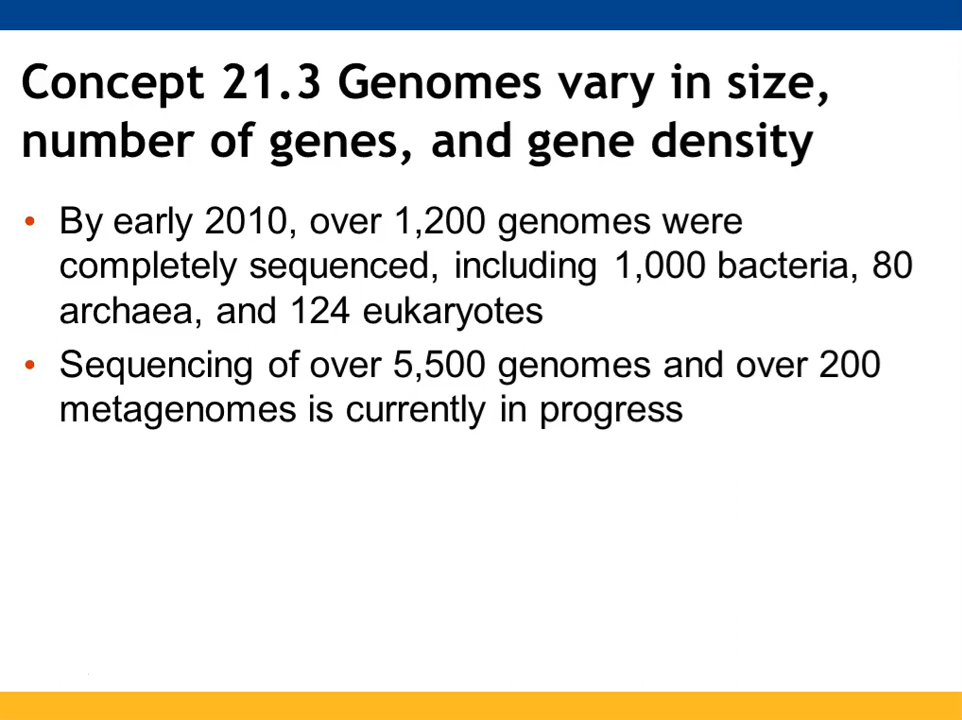 Concept 21.3 Genomes vary in size,
number of genes, and gene density
• By early 2010, over 1,200 genomes were
completely sequenced, including 1,000 bacteria, 80
archaea, and 124 eukaryotes
• Sequencing of over 5,500 genomes and over 200
metagenomes is currently in progress